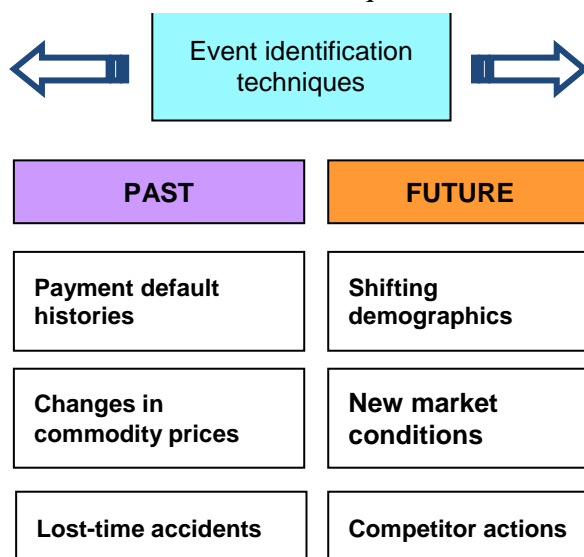 Event identification
techniques
PAST
FUTURE
Payment default
histories
Shifting
demographics
Changes in
commodity prices
New market
conditions
Lost-time accidents
Competitor actions